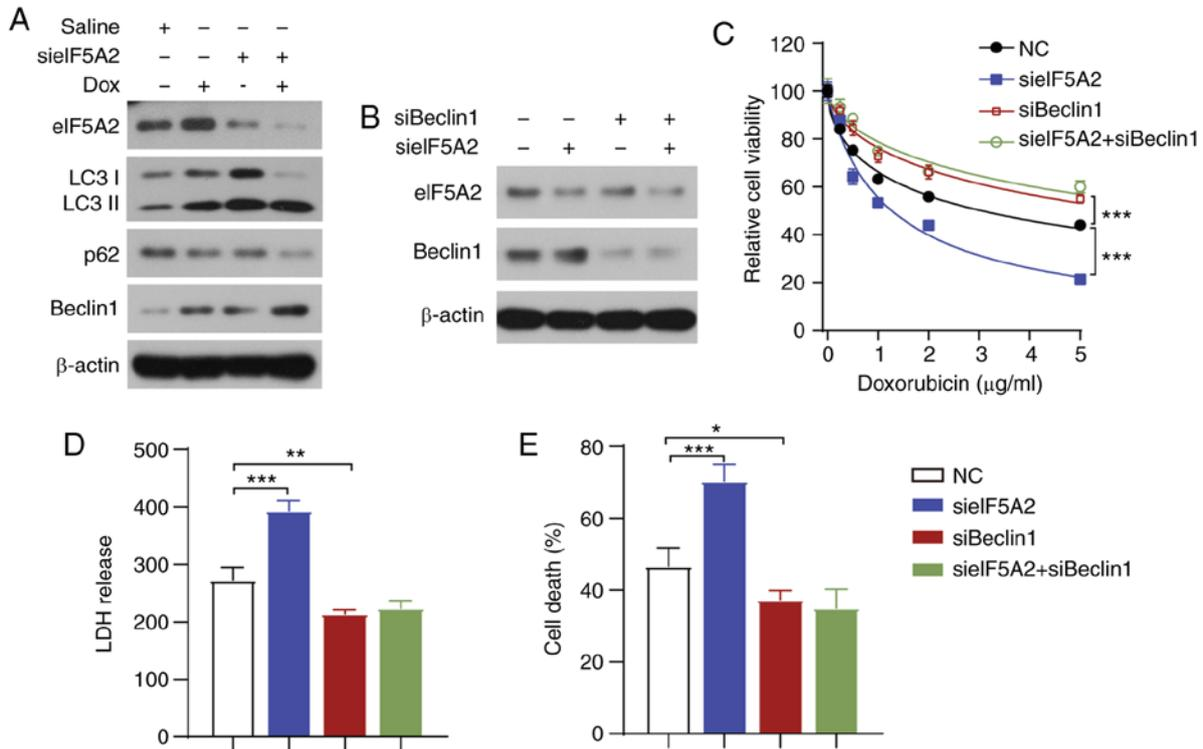 A
Saline + – – –
sieIF5A2 – – + +
Dox – + - +
eIF5A2
LC3 I
LC3 II
p62
Beclin1
β-actin
B
siBeclin1 – – + +
sieIF5A2 – + – +
eIF5A2
Beclin1
β-actin
C
Relative cell viability
120
100
80
60
40
20
0
0 1 2 3 4 5
Doxorubicin (µg/ml)
NC
sieIF5A2
siBeclin1
sieIF5A2+siBeclin1
***
***
D
LDH release
500
400
300
200
100
0
**
***
E
Cell death (%)
80
60
40
20
0
*
***
NC
sieIF5A2
siBeclin1
sieIF5A2+siBeclin1